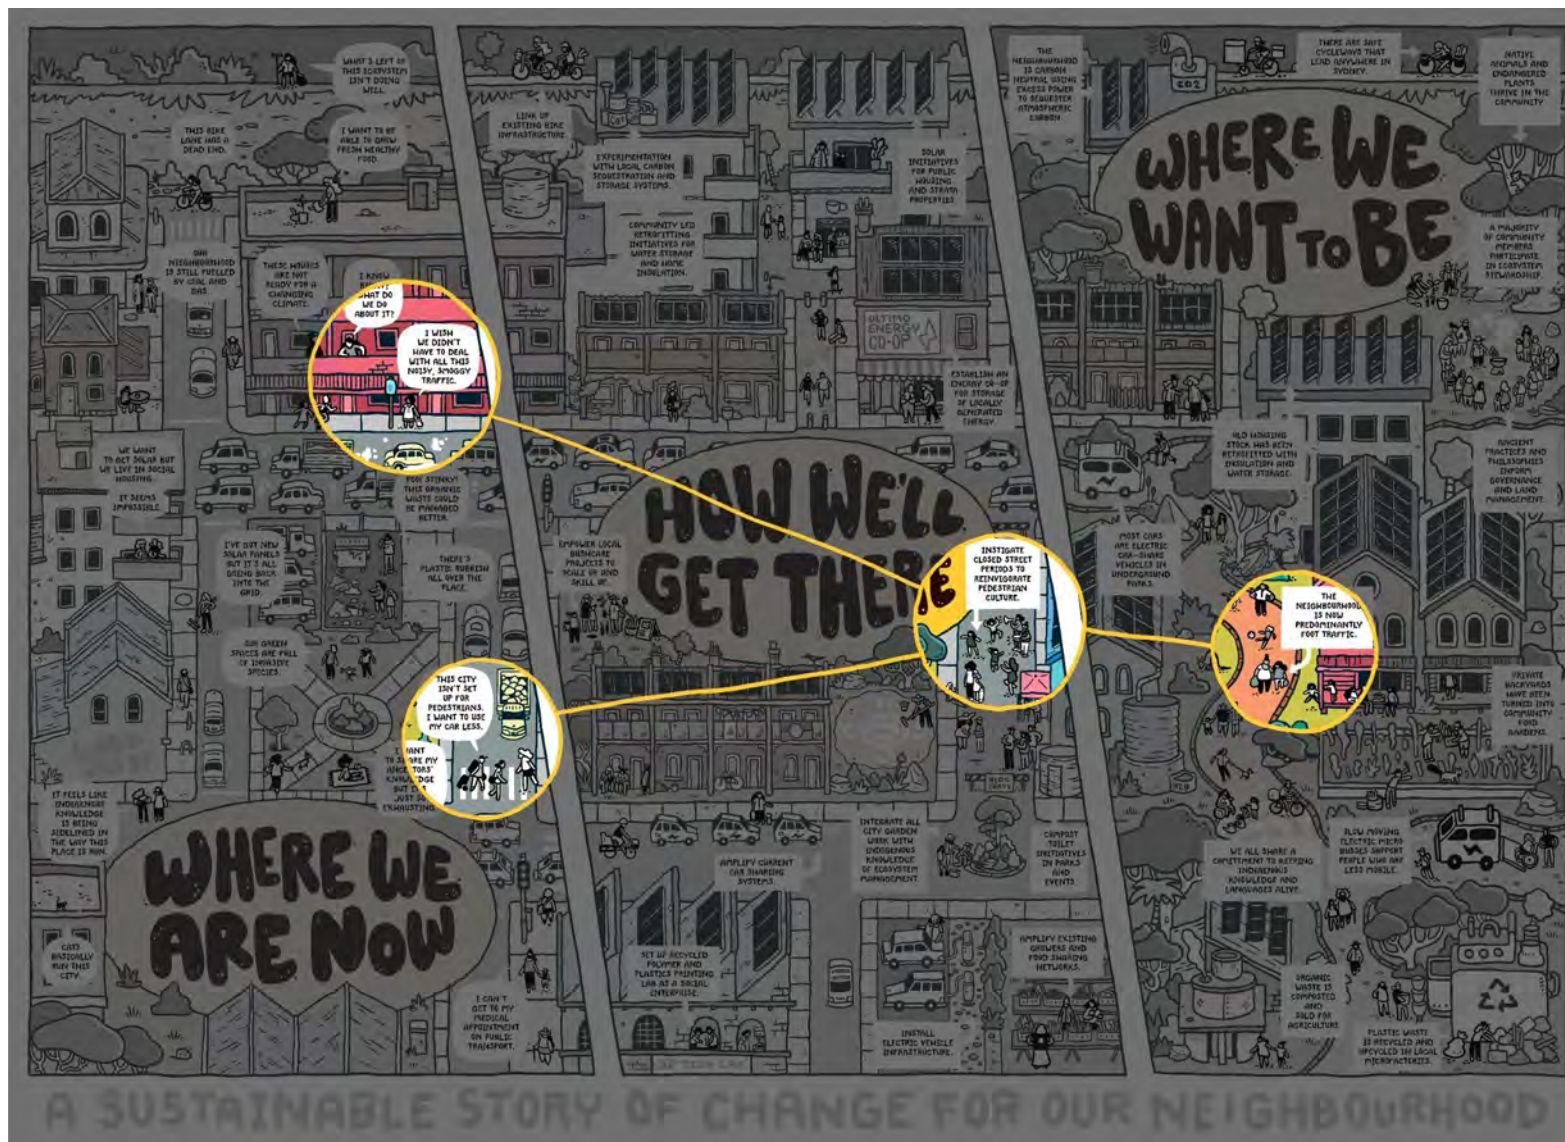 WHAT'S LEFT OF
THIS ECOSYSTEM
ISN'T DOING
WELL.
THIS BIKE
LANE HAS A
DEAD END.
I WANT TO BE
ABLE TO GROW
FRESH HEALTHY
FOOD.
OUR
NEIGHBOURHOOD
IS STILL FUELLED
BY COAL AND
GAS.
THESE HOUSES
ARE NOT
READY FOR A
CHANGING
CLIMATE.
I KNOW
WHAT DO
WE DO
ABOUT IT?
I WISH
WE DIDN'T
HAVE TO DEAL
WITH ALL THIS
NOISY, SMOGGY
TRAFFIC.
WE WANT
TO GET SOLAR BUT
WE LIVE IN SOCIAL
HOUSING.
IT SEEMS
IMPOSSIBLE.
POO! STINKY!
THIS ORGANIC
WASTE COULD
BE MANAGED
BETTER.
I'VE GOT NEW
SOLAR PANELS
BUT IT'S ALL
GOING BACK
INTO THE
GRID.
THERE'S
PLASTIC RUBBISH
ALL OVER THE
PLACE.
OUR GREEN
SPACES ARE FULL
OF INVASIVE
SPECIES.
THIS CITY
ISN'T SET
UP FOR
PEDESTRIANS.
I WANT TO USE
MY CAR LESS.
I WANT
TO SHARE MY
ANCESTORS'
KNOWLEDGE
BUT IT'S
JUST SO
EXHAUSTING.
IT FEELS LIKE
INDIGENOUS
KNOWLEDGE
IS BEING
SIDELINED IN
THE WAY THIS
PLACE IS RUN.
WHERE WE
ARE NOW
CATS
BASICALLY
RUN THIS
CITY.
I CAN'T
GET TO MY
MEDICAL
APPOINTMENT
ON PUBLIC
TRANSPORT.
LINK UP
EXISTING BIKE
INFRASTRUCTURE.
EXPERIMENTATION
WITH LOCAL CARBON
SEQUESTRATION AND
STORAGE SYSTEMS.
SOLAR
INITIATIVES
FOR PUBLIC
HOUSING
AND STRATA
PROPERTIES.
COMMUNITY LED
RETROFITTING
INITIATIVES FOR
WATER STORAGE
AND HOME
INSULATION.
ULTIMO
ENERGY
CO-OP
ESTABLISH AN
ENERGY CO-OP
FOR STORAGE
OF LOCALLY
GENERATED
ENERGY.
HOW WE'LL
GET THERE
EMPOWER LOCAL
BUSHCARE
PROJECTS TO
SCALE UP AND
SKILL UP.
INSTIGATE
CLOSED STREET
PERIODS TO
REINVIGORATE
PEDESTRIAN
CULTURE.
AMPLIFY CURRENT
CAR SHARING
SYSTEMS.
INTEGRATE ALL
CITY GARDEN
WORK WITH
INDIGENOUS
KNOWLEDGE
OF ECOSYSTEM
MANAGEMENT.
COMPOST
TOILET
INITIATIVES
IN PARKS
AND
EVENTS.
SET UP RECYCLED
POLYMER AND
PLASTICS PRINTING
LAB AS A SOCIAL
ENTERPRISE.
INSTALL
ELECTRIC VEHICLE
INFRASTRUCTURE.
AMPLIFY EXISTING
GROWERS AND
FOOD SHARING
NETWORKS.
THE
NEIGHBOURHOOD
IS CARBON
NEUTRAL USING
EXCESS POWER
TO SEQUESTER
ATMOSPHERIC
CARBON
CO2
THERE ARE SAFE
CYCLEWAYS THAT
LEAD ANYWHERE IN
SYDNEY.
NATIVE
ANIMALS AND
ENDANGERED
PLANTS
THRIVE IN THE
COMMUNITY
WHERE WE
WANT TO BE
A MAJORITY
OF COMMUNITY
MEMBERS
PARTICIPATE
IN ECOSYSTEM
STEWARDSHIP.
OLD HOUSING
STOCK HAS BEEN
RETROFITTED WITH
INSULATION AND
WATER STORAGE.
ANCIENT
PRACTICES AND
PHILOSOPHIES
INFORM
GOVERNANCE
AND LAND
MANAGEMENT.
MOST CARS
ARE ELECTRIC
CAR-SHARE
VEHICLES IN
UNDERGROUND
PARKS.
THE
NEIGHBOURHOOD
IS NOW
PREDOMINANTLY
FOOT TRAFFIC.
PRIVATE
BACKYARDS
HAVE BEEN
TURNED INTO
COMMUNITY
FOOD
GARDENS.
H2O
WE ALL SHARE A
COMMITMENT TO KEEPING
INDIGENOUS
KNOWLEDGE AND
LANGUAGES ALIVE.
SLOW MOVING
ELECTRIC MICRO
BUSSES SUPPORT
PEOPLE WHO ARE
LESS MOBILE.
ORGANIC
WASTE IS
COMPOSTED
AND
SOLD FOR
AGRICULTURE
PLASTIC WASTE
IS RECYCLED AND
UPCYCLED IN LOCAL
MICROFACTORIES.
A SUSTAINABLE STORY OF CHANGE FOR OUR NEIGHBOURHOOD